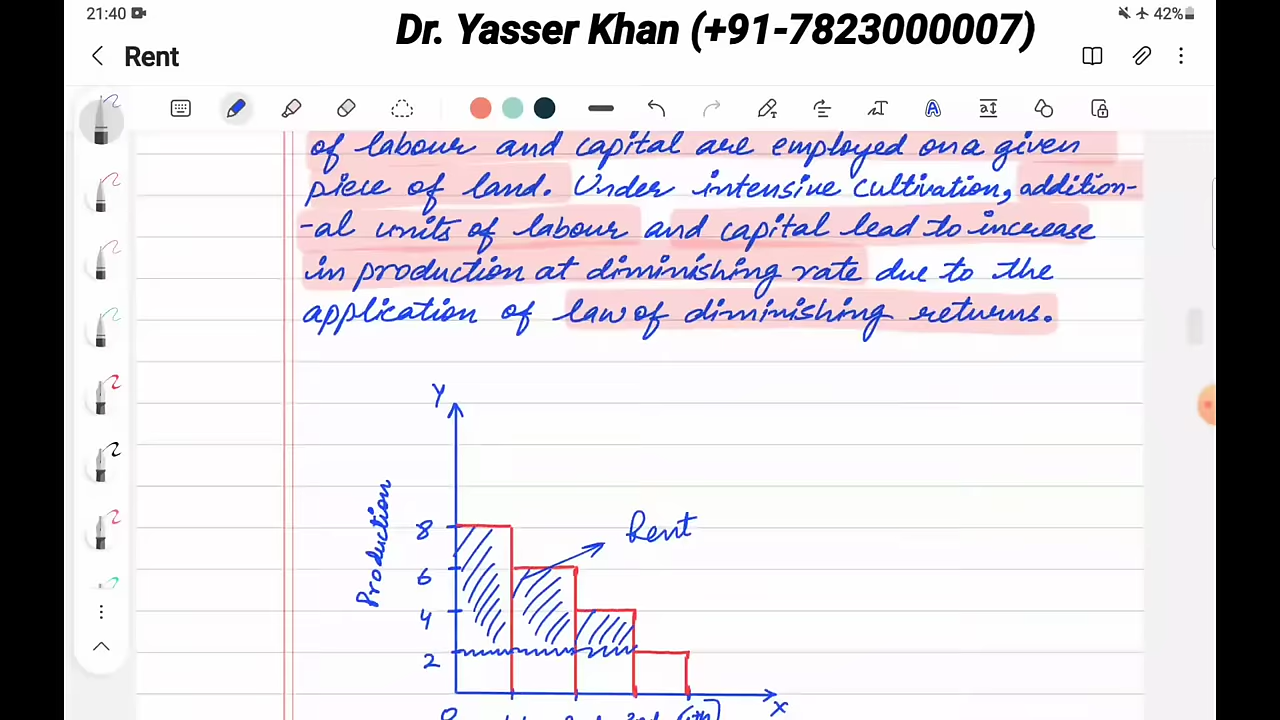 21:40
42%
Dr. Yasser Khan (+91-7823000007)
Rent
of labour and capital are employed on a given
piece of land. Under intensive cultivation, addition-
-al units of labour and capital lead to increase
in production at diminishing rate due to the
application of law of diminishing returns.
Y
Production
8
6
4
2
Rent
X